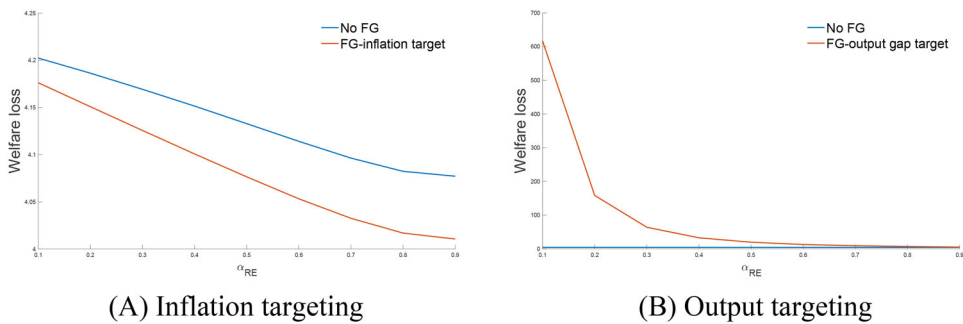 No FG
FG-inflation target
4.2
4.15
4.1
4.05
4
Welfare loss
0.1 0.2 0.3 0.4 0.5 0.6 0.7 0.8 0.9
αRE
(A) Inflation targeting
No FG
FG-output gap target
700
600
500
400
300
200
100
0
Welfare loss
0.1 0.2 0.3 0.4 0.5 0.6 0.7 0.8 0.9
αRE
(B) Output targeting